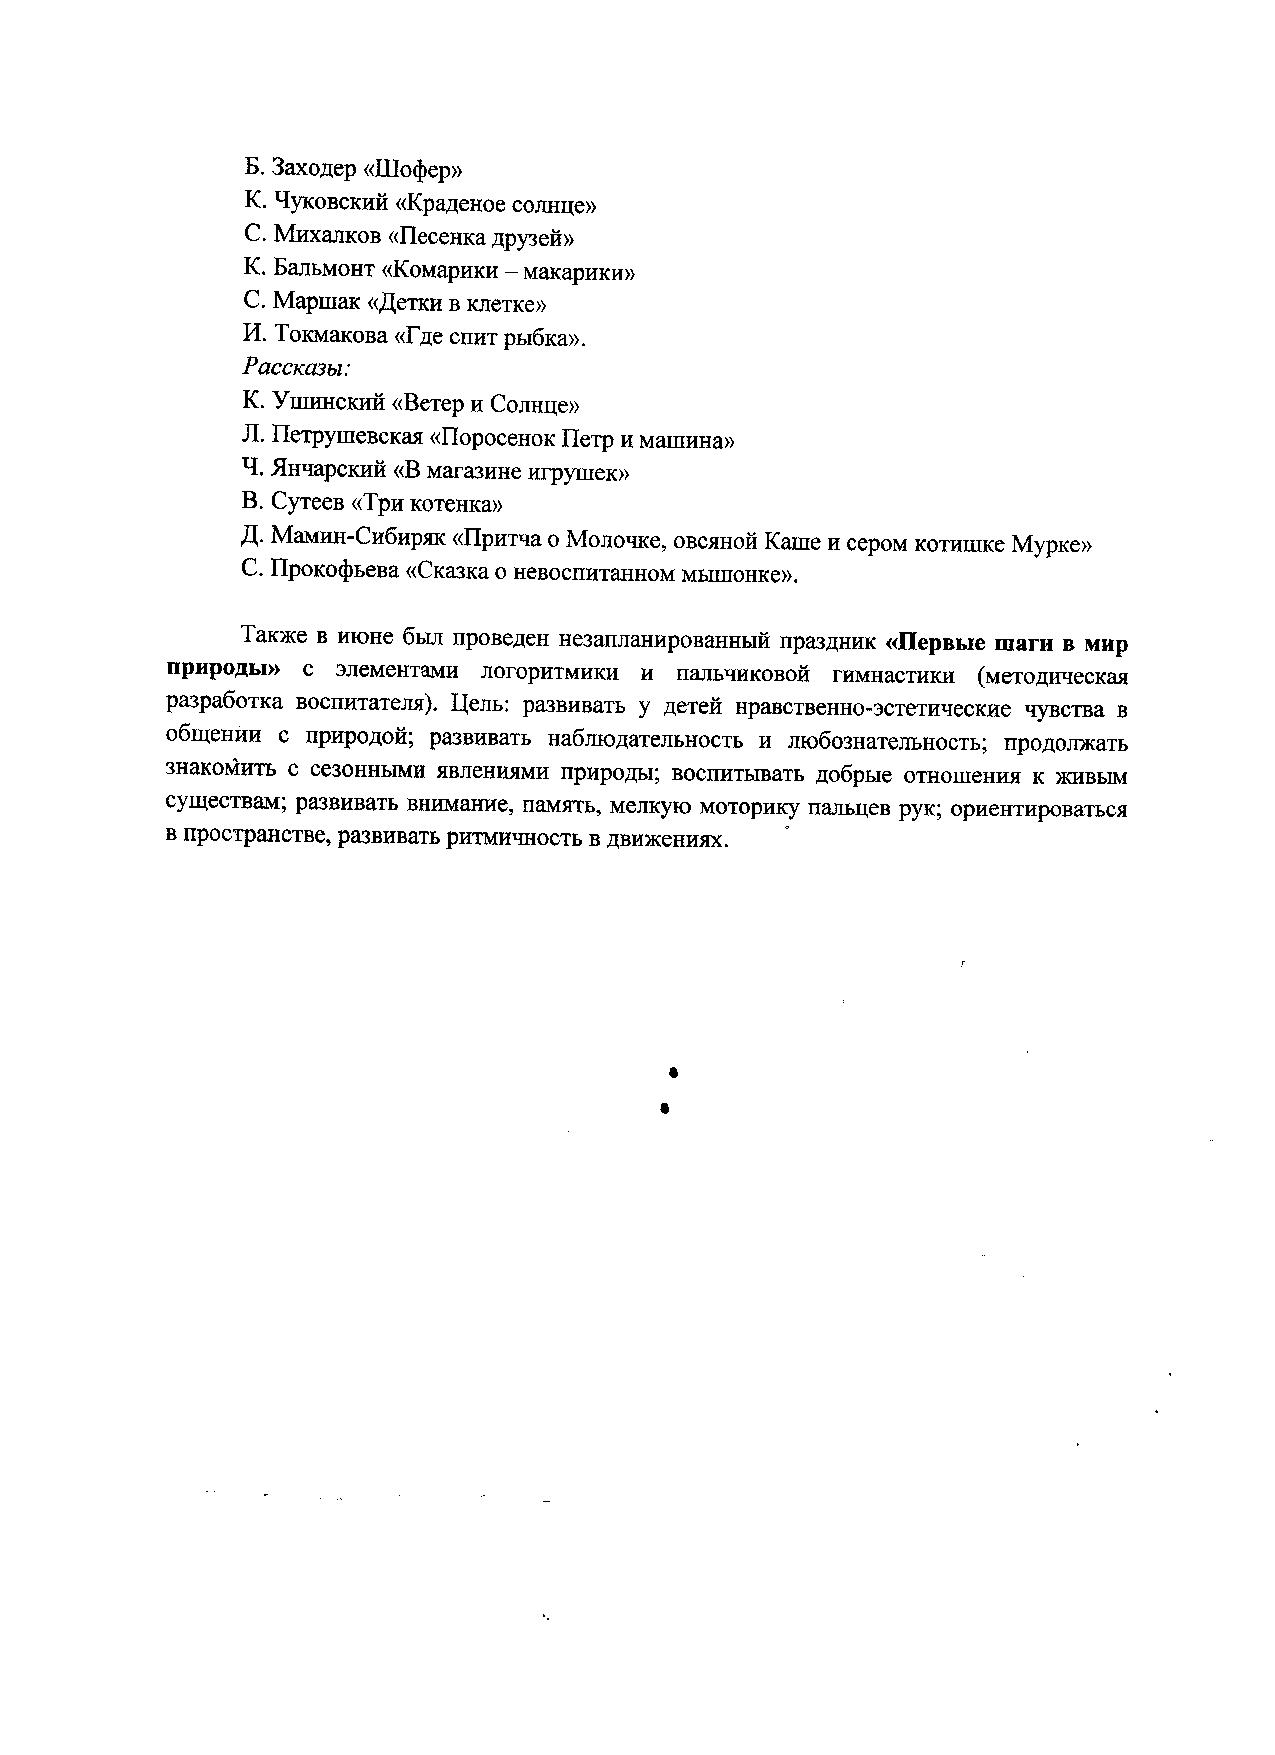 Б. Заходер «Шофер»
К. Чуковский «Краденое солнце»
С. Михалков «Песенка друзей»
К. Бальмонт «Комарики – макарики»
С. Маршак «Детки в клетке»
И. Токмакова «Где спит рыбка».
Рассказы:
К. Ушинский «Ветер и Солнце»
Л. Петрушевская «Поросенок Петр и машина»
Ч. Янчарский «В магазине игрушек»
В. Сутеев «Три котенка»
Д. Мамин-Сибиряк «Притча о Молочке, овсяной Каше и сером котишке Мурке»
С. Прокофьева «Сказка о невоспитанном мышонке».
Также в июне был проведен незапланированный праздник «Первые шаги в мир
природы» с элементами логоритмики и пальчиковой гимнастики (методическая
разработка воспитателя). Цель: развивать у детей нравственно-эстетические чувства в
общении с природой; развивать наблюдательность и любознательность; продолжать
знакомить с сезонными явлениями природы; воспитывать добрые отношения к живым
существам; развивать внимание, память, мелкую моторику пальцев рук; ориентироваться
в пространстве, развивать ритмичность в движениях.